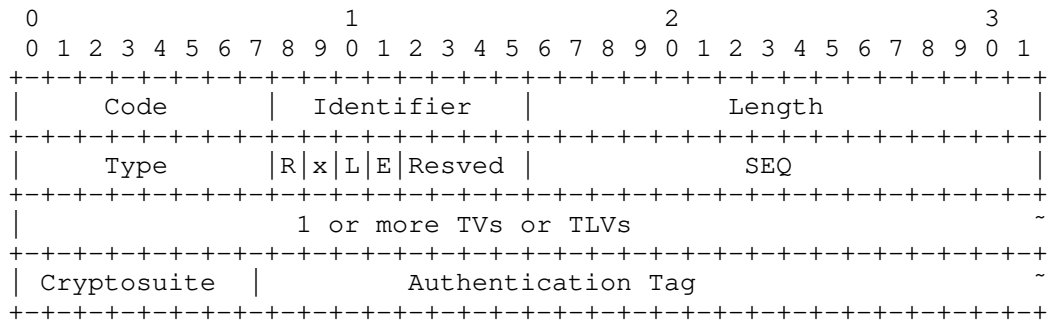 0                   1                   2                   3
 0 1 2 3 4 5 6 7 8 9 0 1 2 3 4 5 6 7 8 9 0 1 2 3 4 5 6 7 8 9 0 1
+-+-+-+-+-+-+-+-+-+-+-+-+-+-+-+-+-+-+-+-+-+-+-+-+-+-+-+-+-+-+-+-+
|     Code      |  Identifier   |            Length             |
+-+-+-+-+-+-+-+-+-+-+-+-+-+-+-+-+-+-+-+-+-+-+-+-+-+-+-+-+-+-+-+-+
|     Type      |R|x|L|E|Resved |             SEQ               |
+-+-+-+-+-+-+-+-+-+-+-+-+-+-+-+-+-+-+-+-+-+-+-+-+-+-+-+-+-+-+-+-+
|                 1 or more TVs or TLVs                         ~
+-+-+-+-+-+-+-+-+-+-+-+-+-+-+-+-+-+-+-+-+-+-+-+-+-+-+-+-+-+-+-+-+
| Cryptosuite  |         Authentication Tag                     ~
+-+-+-+-+-+-+-+-+-+-+-+-+-+-+-+-+-+-+-+-+-+-+-+-+-+-+-+-+-+-+-+-+